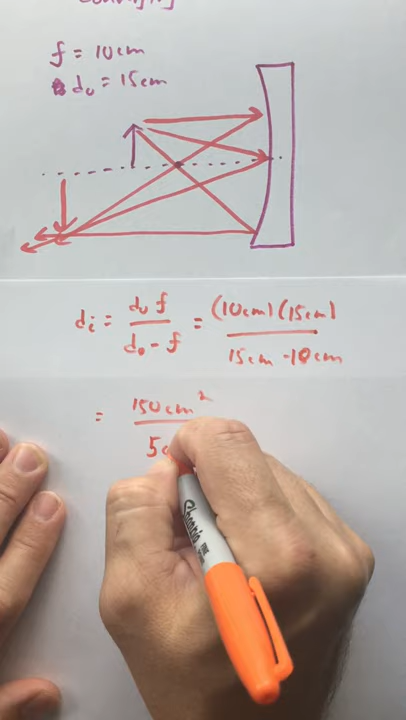 f = 10cm
do = 15cm
di = do f / do - f = (10cm)(15cm) / 15cm - 10cm
= 150cm² / 5c
Sharpie